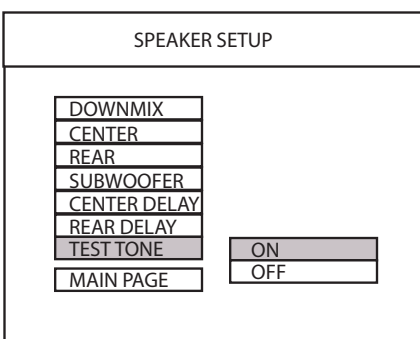 SPEAKER SETUP
DOWNMIX
CENTER
REAR
SUBWOOFER
CENTER DELAY
REAR DELAY
TEST TONE
ON
OFF
MAIN PAGE